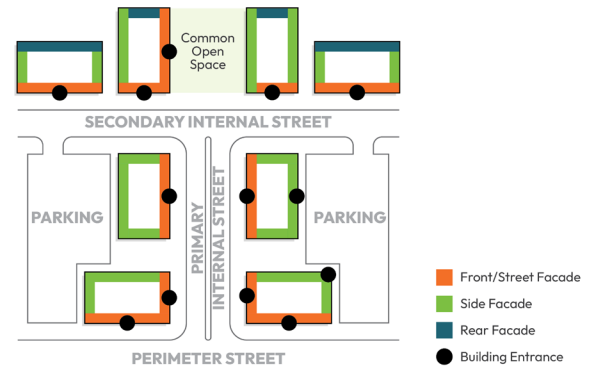 Common
Open
Space
SECONDARY INTERNAL STREET
PARKING
PRIMARY
INTERNAL STREET
PARKING
PERIMETER STREET
Front/Street Facade
Side Facade
Rear Facade
Building Entrance